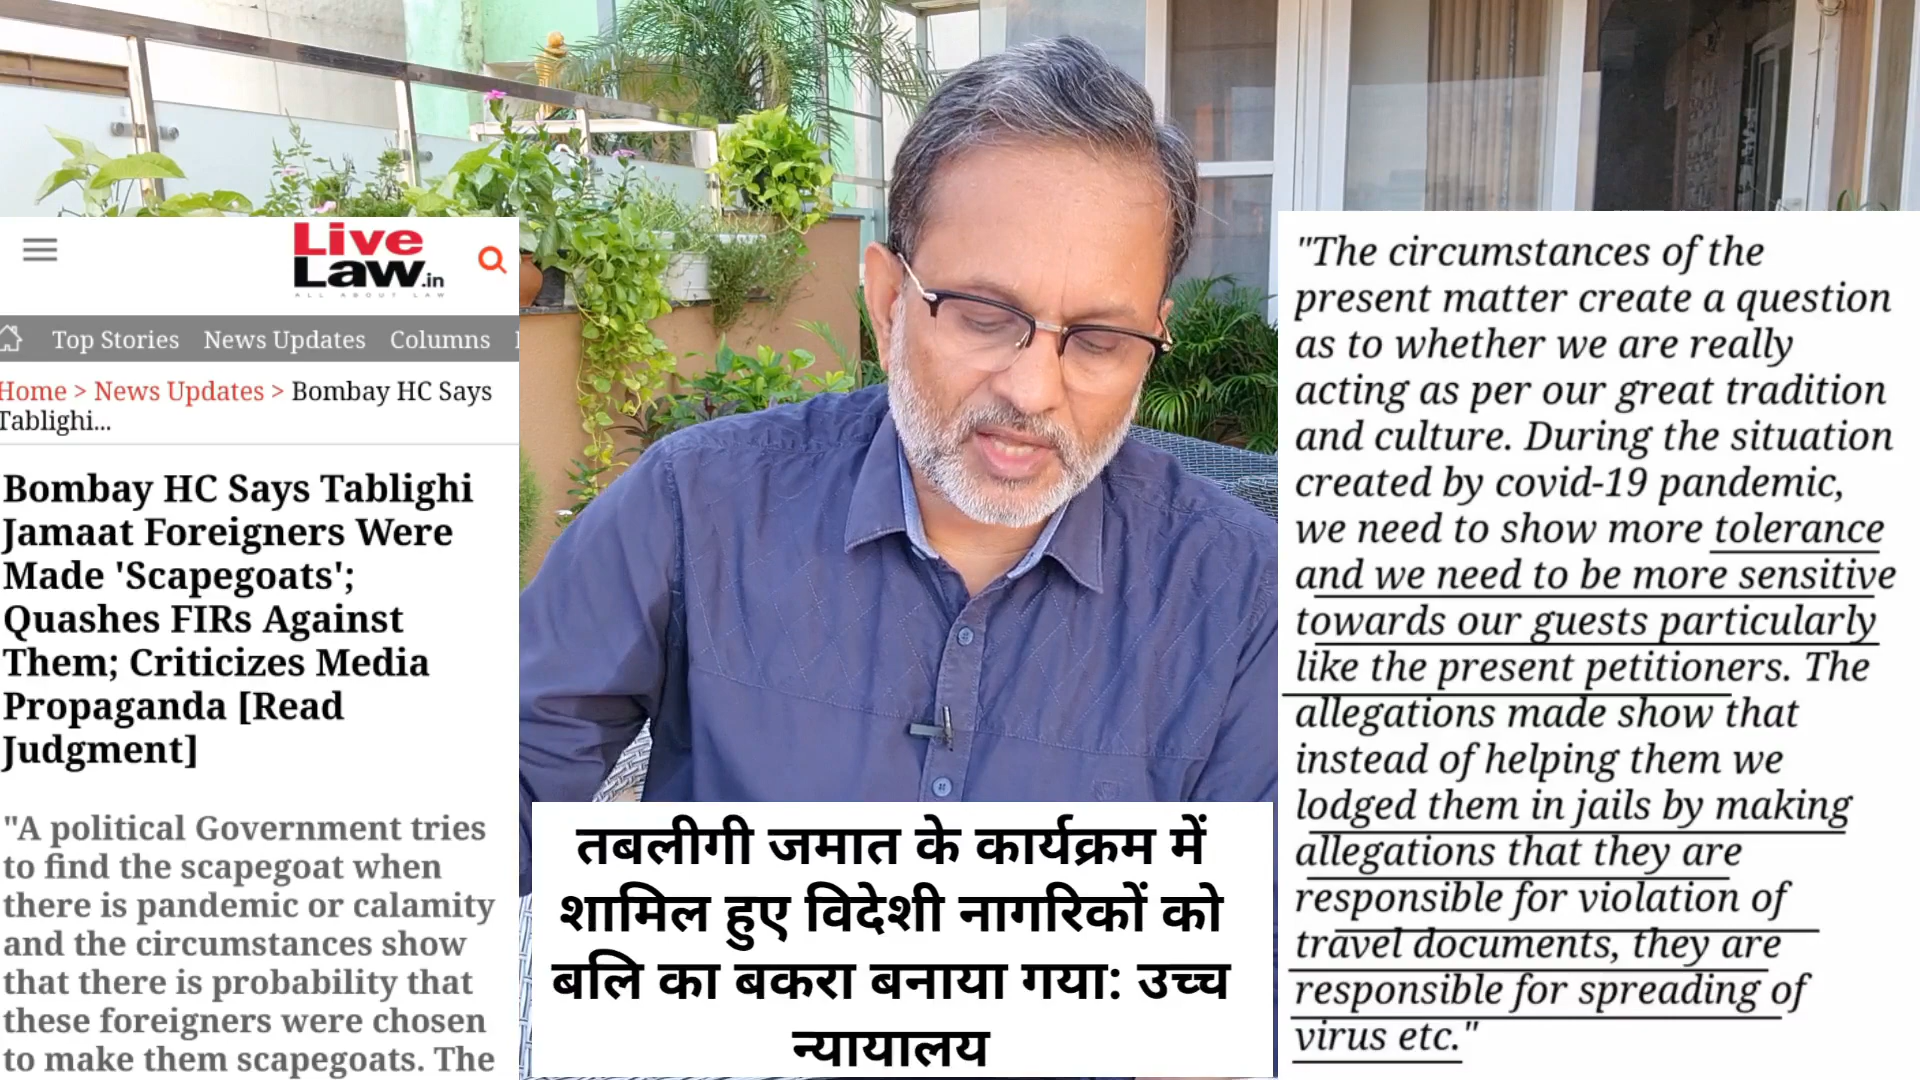 Live
Law.in
ALL ABOUT LAW
Top Stories News Updates Columns
Home > News Updates > Bombay HC Says
Tablighi...
Bombay HC Says Tablighi
Jamaat Foreigners Were
Made 'Scapegoats';
Quashes FIRs Against
Them; Criticizes Media
Propaganda [Read
Judgment]
"A political Government tries
to find the scapegoat when
there is pandemic or calamity
and the circumstances show
that there is probability that
these foreigners were chosen
to make them scapegoats. The
तबलीगी जमात के कार्यक्रम में
शामिल हुए विदेशी नागरिकों को
बलि का बकरा बनाया गया: उच्च
न्यायालय
"The circumstances of the
present matter create a question
as to whether we are really
acting as per our great tradition
and culture. During the situation
created by covid-19 pandemic,
we need to show more tolerance
and we need to be more sensitive
towards our guests particularly
like the present petitioners. The
allegations made show that
instead of helping them we
lodged them in jails by making
allegations that they are
responsible for violation of
travel documents, they are
responsible for spreading of
virus etc."